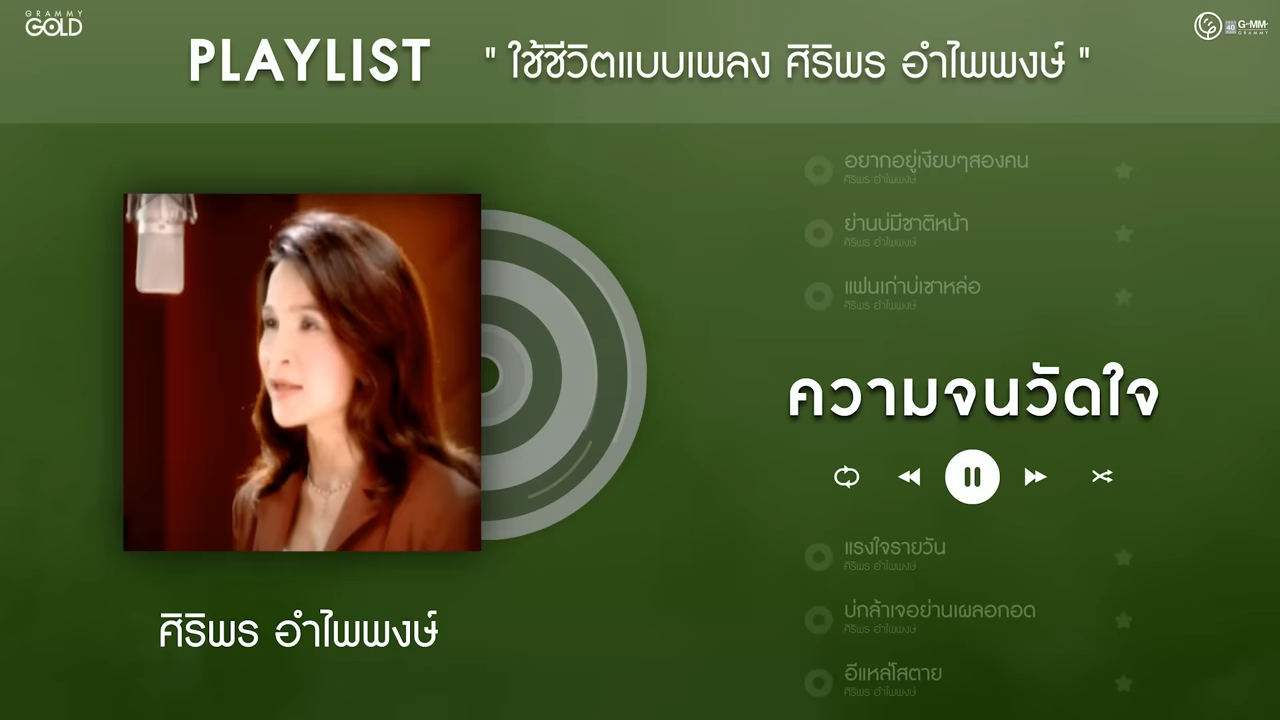 GRAMMY
GOLD
PLAYLIST " ใช้ชีวิตแบบเพลง ศิริพร อำไพพงษ์ "
G-MM-
GRAMMY
อยากอยู่เงียบๆสองคน
ศิริพร อำไพพงษ์
ย่านบ่มีชาติหน้า
ศิริพร อำไพพงษ์
แฟนเก่าบ่เซาหล่อ
ศิริพร อำไพพงษ์
ความจนวัดใจ
แรงใจรายวัน
ศิริพร อำไพพงษ์
บ่กล้าเจอย่านเผลอกอด
ศิริพร อำไพพงษ์
อีแหล่โสตาย
ศิริพร อำไพพงษ์
ศิริพร อำไพพงษ์